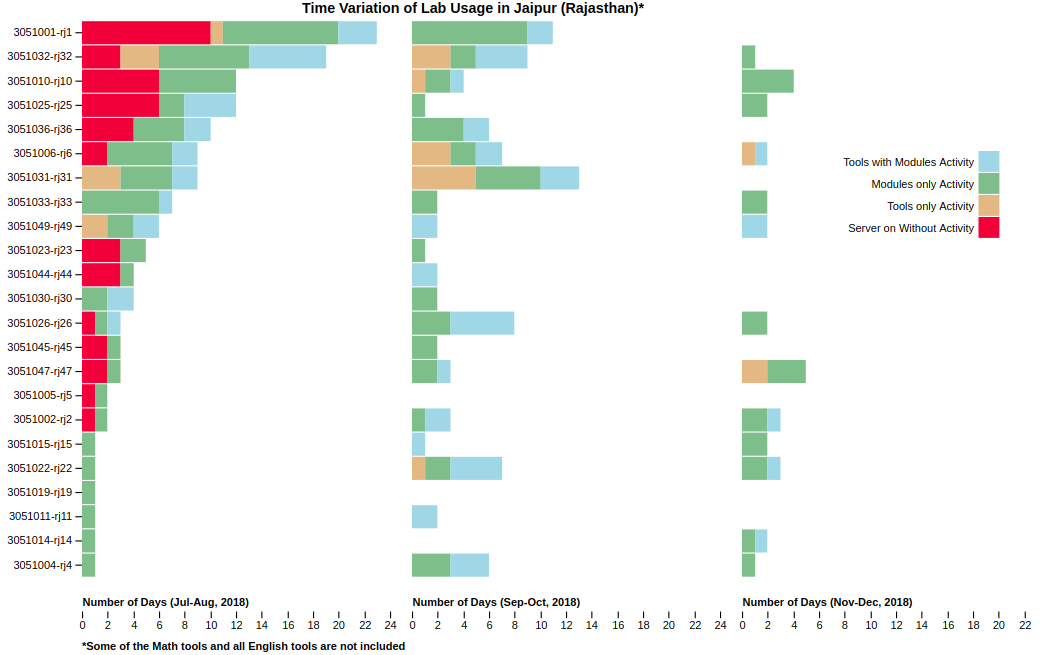 Time Variation of Lab Usage in Jaipur (Rajasthan)*
3051001-rj1
3051032-rj32
3051010-rj10
3051025-rj25
3051036-rj36
3051006-rj6
3051031-rj31
3051033-rj33
3051049-rj49
3051023-rj23
3051044-rj44
3051030-rj30
3051026-rj26
3051045-rj45
3051047-rj47
3051005-rj5
3051002-rj2
3051015-rj15
3051022-rj22
3051019-rj19
3051011-rj11
3051014-rj14
3051004-rj4
Tools with Modules Activity
Modules only Activity
Tools only Activity
Server on Without Activity
Number of Days (Jul-Aug, 2018)
0 2 4 6 8 10 12 14 16 18 20 22 24
Number of Days (Sep-Oct, 2018)
0 2 4 6 8 10 12 14 16 18 20 22 24
Number of Days (Nov-Dec, 2018)
0 2 4 6 8 10 12 14 16 18 20 22
*Some of the Math tools and all English tools are not included